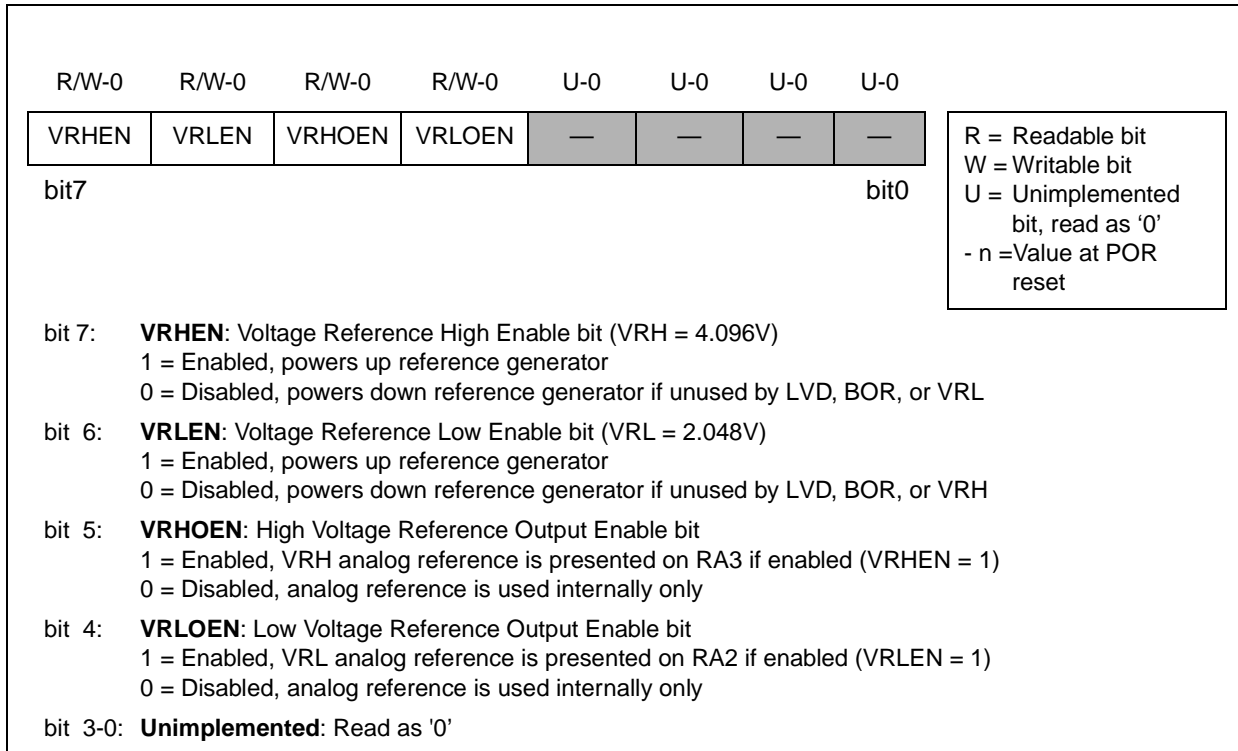 R/W-0 R/W-0 R/W-0 R/W-0 U-0 U-0 U-0 U-0
VRHEN VRLEN VRHOEN VRLOEN — — — —
bit7 bit0
R = Readable bit
W = Writable bit
U = Unimplemented
bit, read as ‘0’
- n =Value at POR
reset
bit 7: VRHEN: Voltage Reference High Enable bit (VRH = 4.096V)
1 = Enabled, powers up reference generator
0 = Disabled, powers down reference generator if unused by LVD, BOR, or VRL
bit 6: VRLEN: Voltage Reference Low Enable bit (VRL = 2.048V)
1 = Enabled, powers up reference generator
0 = Disabled, powers down reference generator if unused by LVD, BOR, or VRH
bit 5: VRHOEN: High Voltage Reference Output Enable bit
1 = Enabled, VRH analog reference is presented on RA3 if enabled (VRHEN = 1)
0 = Disabled, analog reference is used internally only
bit 4: VRLOEN: Low Voltage Reference Output Enable bit
1 = Enabled, VRL analog reference is presented on RA2 if enabled (VRLEN = 1)
0 = Disabled, analog reference is used internally only
bit 3-0: Unimplemented: Read as '0’